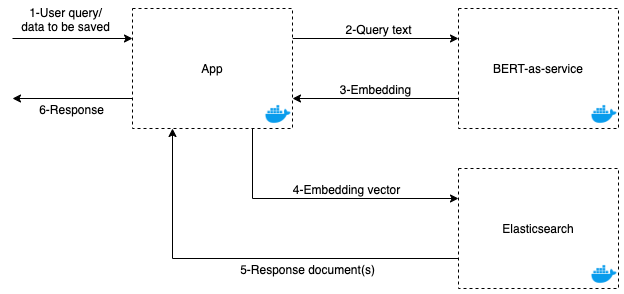 1-User query/
data to be saved
2-Query text
App
BERT-as-service
3-Embedding
6-Response
4-Embedding vector
Elasticsearch
5-Response document(s)